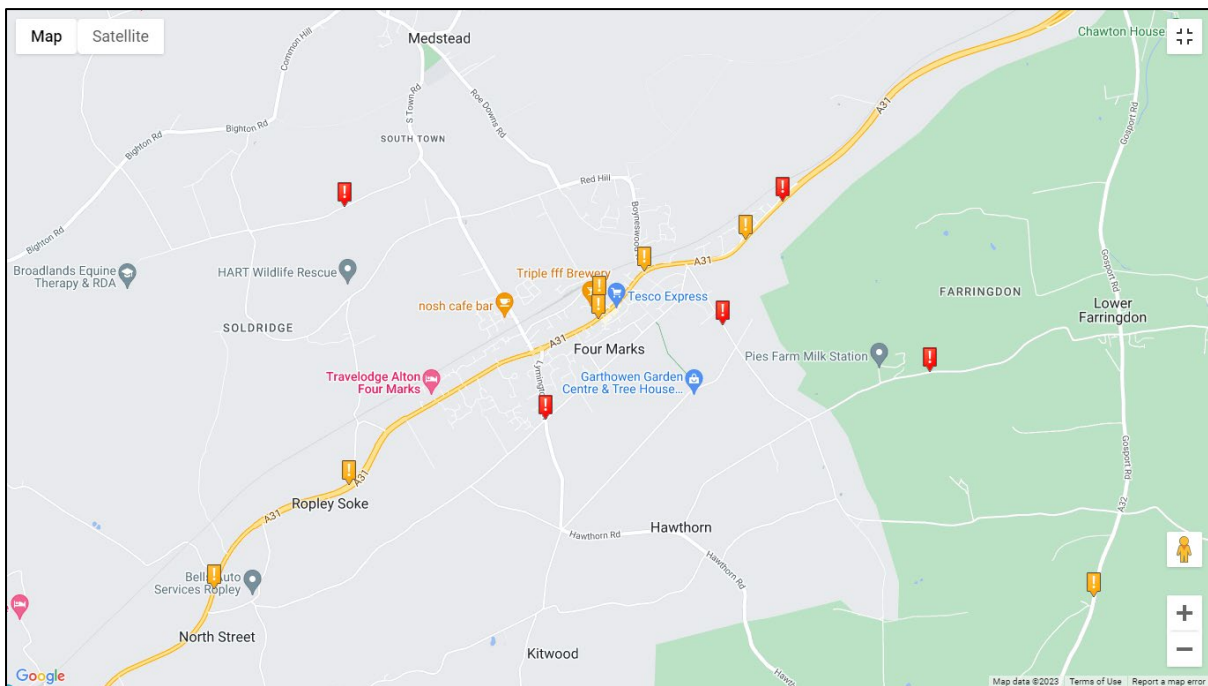 Map
Satellite
Medstead
Chawton House
Common Hill
S Town Rd
Roe Downs Rd
A31
Gosport Rd
Bighton Rd
Bighton Rd
SOUTH TOWN
Red Hill
Bighton Rd
A31
Broadlands Equine
Therapy & RDA
HART Wildlife Rescue
Triple fff Brewery
nosh cafe bar
Tesco Express
FARRINGDON
Gosport Rd
Lower
Farringdon
SOLDRIDGE
A31
Four Marks
Pies Farm Milk Station
Travelodge Alton
Four Marks
Garthowen Garden
Centre & Tree House...
Gosport Rd
A31
Ropley Soke
A31
A32
Hawthorn Rd
Hawthorn
Hawthorn Rd
Services Ropley
North Street
Kitwood
Google
Map data ©2023
Terms of Use
Report a map error